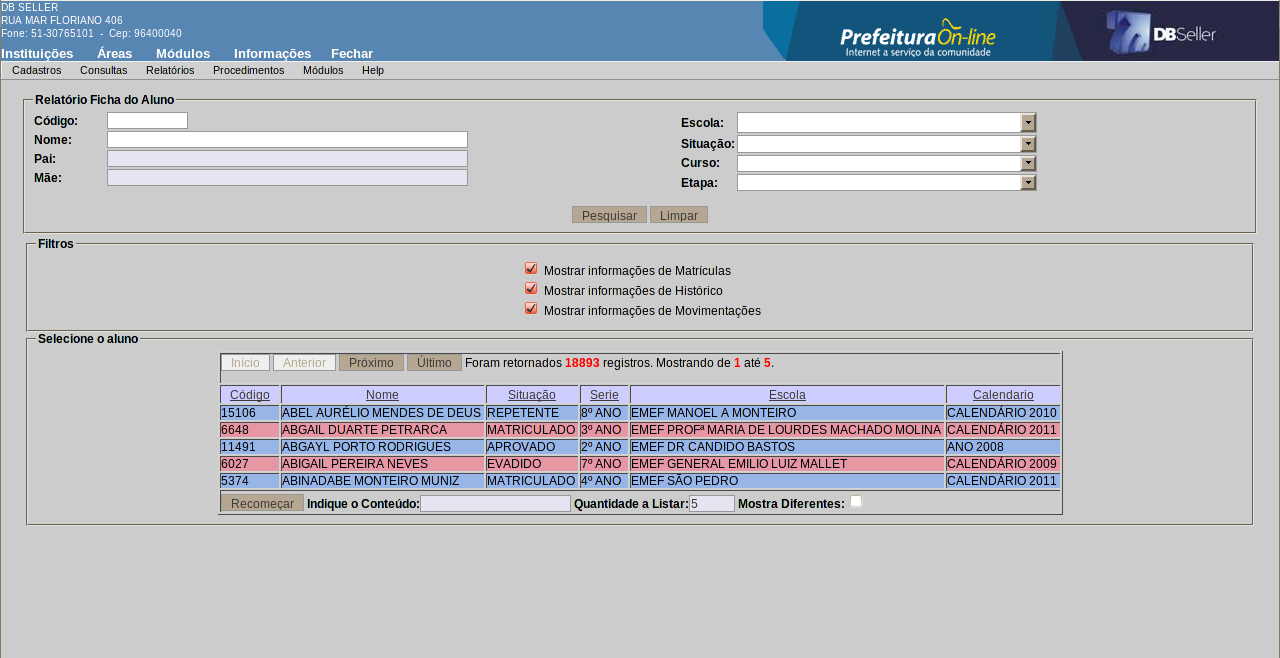 DB SELLER
RUA MAR FLORIANO 406
Fone: 51-30765101 - Cep: 96400040
PrefeituraOn-line
Internet a serviço da comunidade
DBSeller
Instituições Áreas Módulos Informações Fechar
Cadastros Consultas Relatórios Procedimentos Módulos Help
Relatório Ficha do Aluno
Código:
Nome:
Pai:
Mãe:
Escola:
Situação:
Curso:
Etapa:
Pesquisar Limpar
Filtros
Mostrar informações de Matrículas
Mostrar informações de Histórico
Mostrar informações de Movimentações
Selecione o aluno
Início Anterior Próximo Último Foram retornados 18893 registros. Mostrando de 1 até 5.
Código Nome Situação Serie Escola Calendario
15106 ABEL AURÉLIO MENDES DE DEUS REPETENTE 8º ANO EMEF MANOEL A MONTEIRO CALENDÁRIO 2010
6648 ABGAIL DUARTE PETRARCA MATRICULADO 3º ANO EMEF PROFª MARIA DE LOURDES MACHADO MOLINA CALENDÁRIO 2011
11491 ABGAYL PORTO RODRIGUES APROVADO 2º ANO EMEF DR CANDIDO BASTOS ANO 2008
6027 ABIGAIL PEREIRA NEVES EVADIDO 7º ANO EMEF GENERAL EMILIO LUIZ MALLET CALENDÁRIO 2009
5374 ABINADABE MONTEIRO MUNIZ MATRICULADO 4º ANO EMEF SÃO PEDRO CALENDÁRIO 2011
Recomeçar Indique o Conteúdo: Quantidade a Listar: 5 Mostra Diferentes: